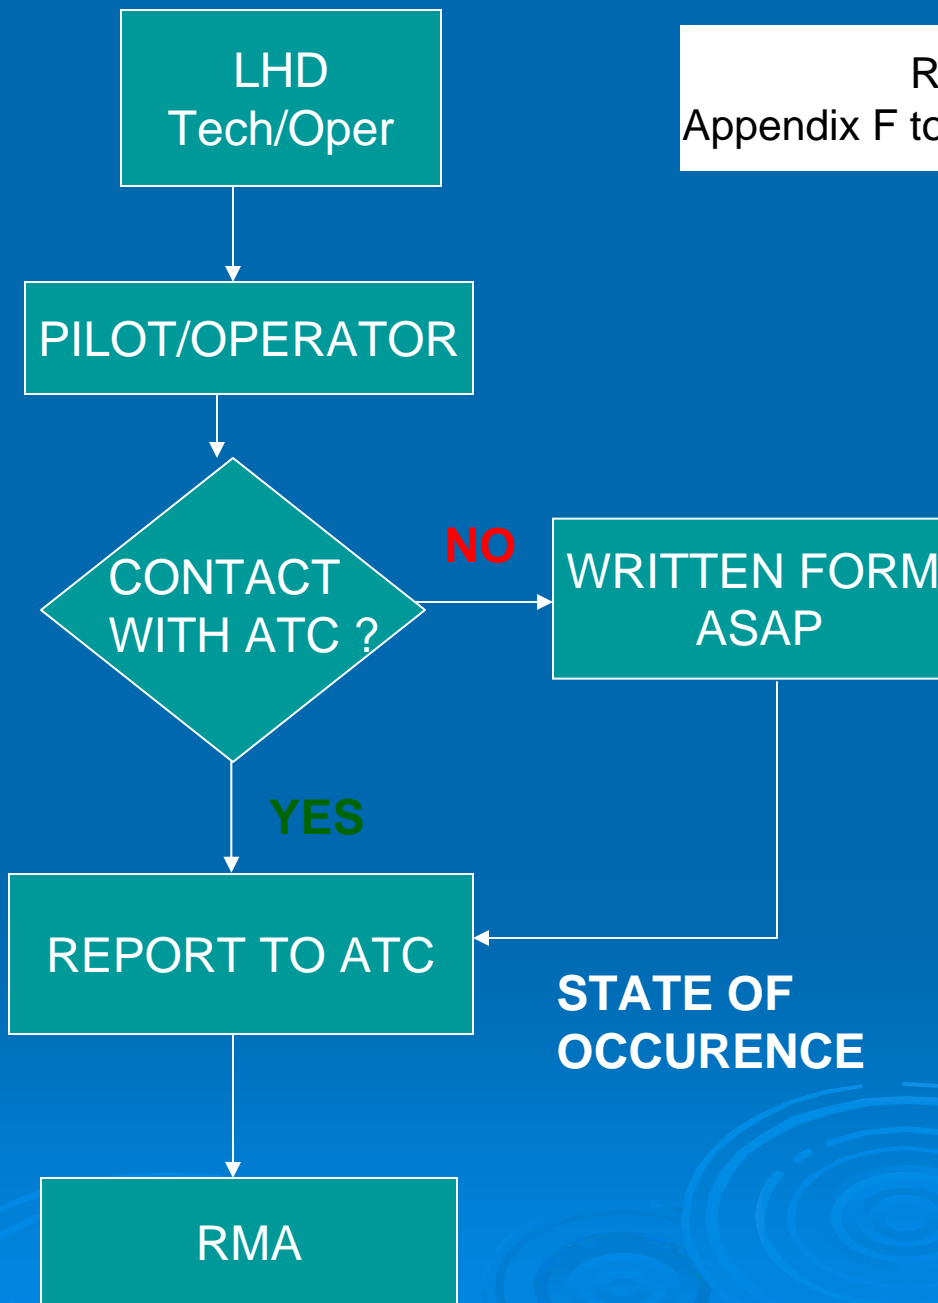 LHD
Tech/Oper
R
Appendix F to
PILOT/OPERATOR
CONTACT
WITH ATC ?
NO
WRITTEN FORM
ASAP
YES
REPORT TO ATC
STATE OF
OCCURENCE
RMA